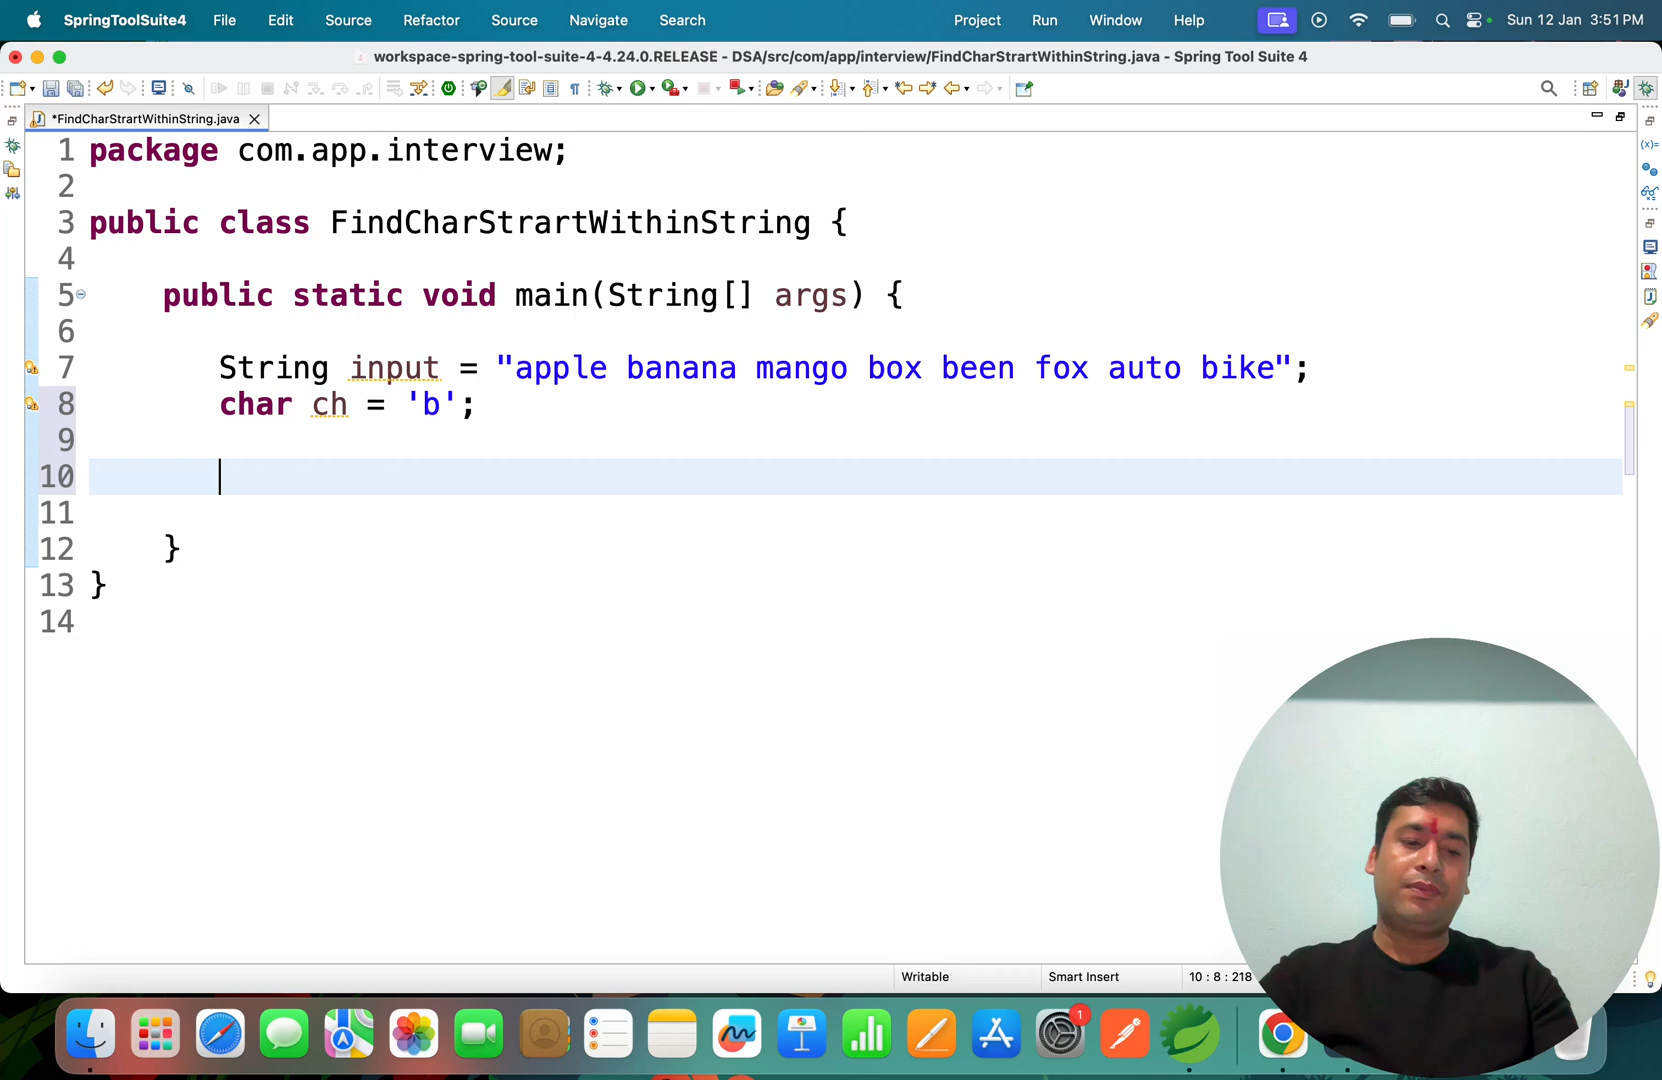 SpringToolSuite4 File Edit Source Refactor Source Navigate Search Project Run Window Help Sun 12 Jan 3:51 PM
workspace-spring-tool-suite-4-4.24.0.RELEASE - DSA/src/com/app/interview/FindCharStrartWithinString.java - Spring Tool Suite 4
*FindCharStrartWithinString.java
1 package com.app.interview;
2
3 public class FindCharStrartWithinString {
4
5 public static void main(String[] args) {
6
7 String input = "apple banana mango box been fox auto bike";
8 char ch = 'b';
9
10
11
12 }
13 }
14
Writable Smart Insert 10 : 8 : 218
1